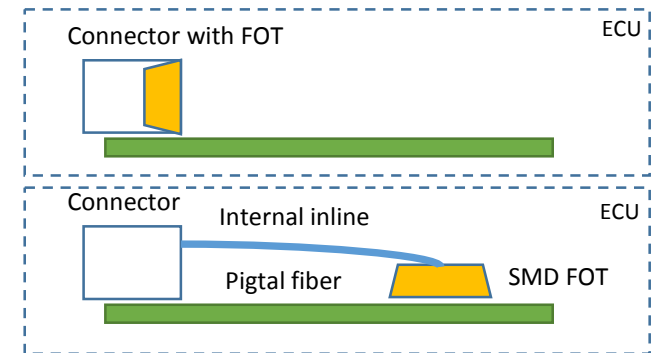 Connector with FOT
ECU
Connector
Internal inline
ECU
Pigtal fiber
SMD FOT